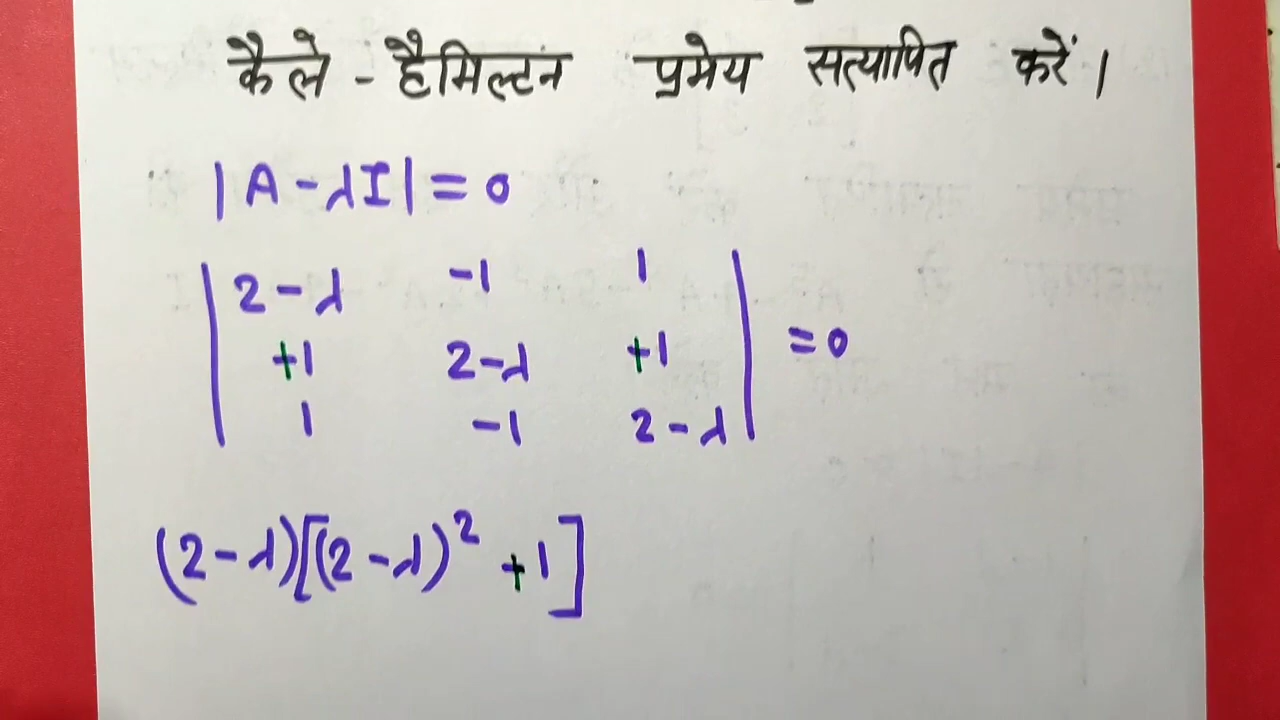 कैले - हैमिल्टन प्रमेय सत्यापित करें ।
|A - λI| = 0
| 2-λ -1 1 |
| +1 2-λ +1 | = 0
| 1 -1 2-λ |
(2-λ)[(2-λ)² +1]